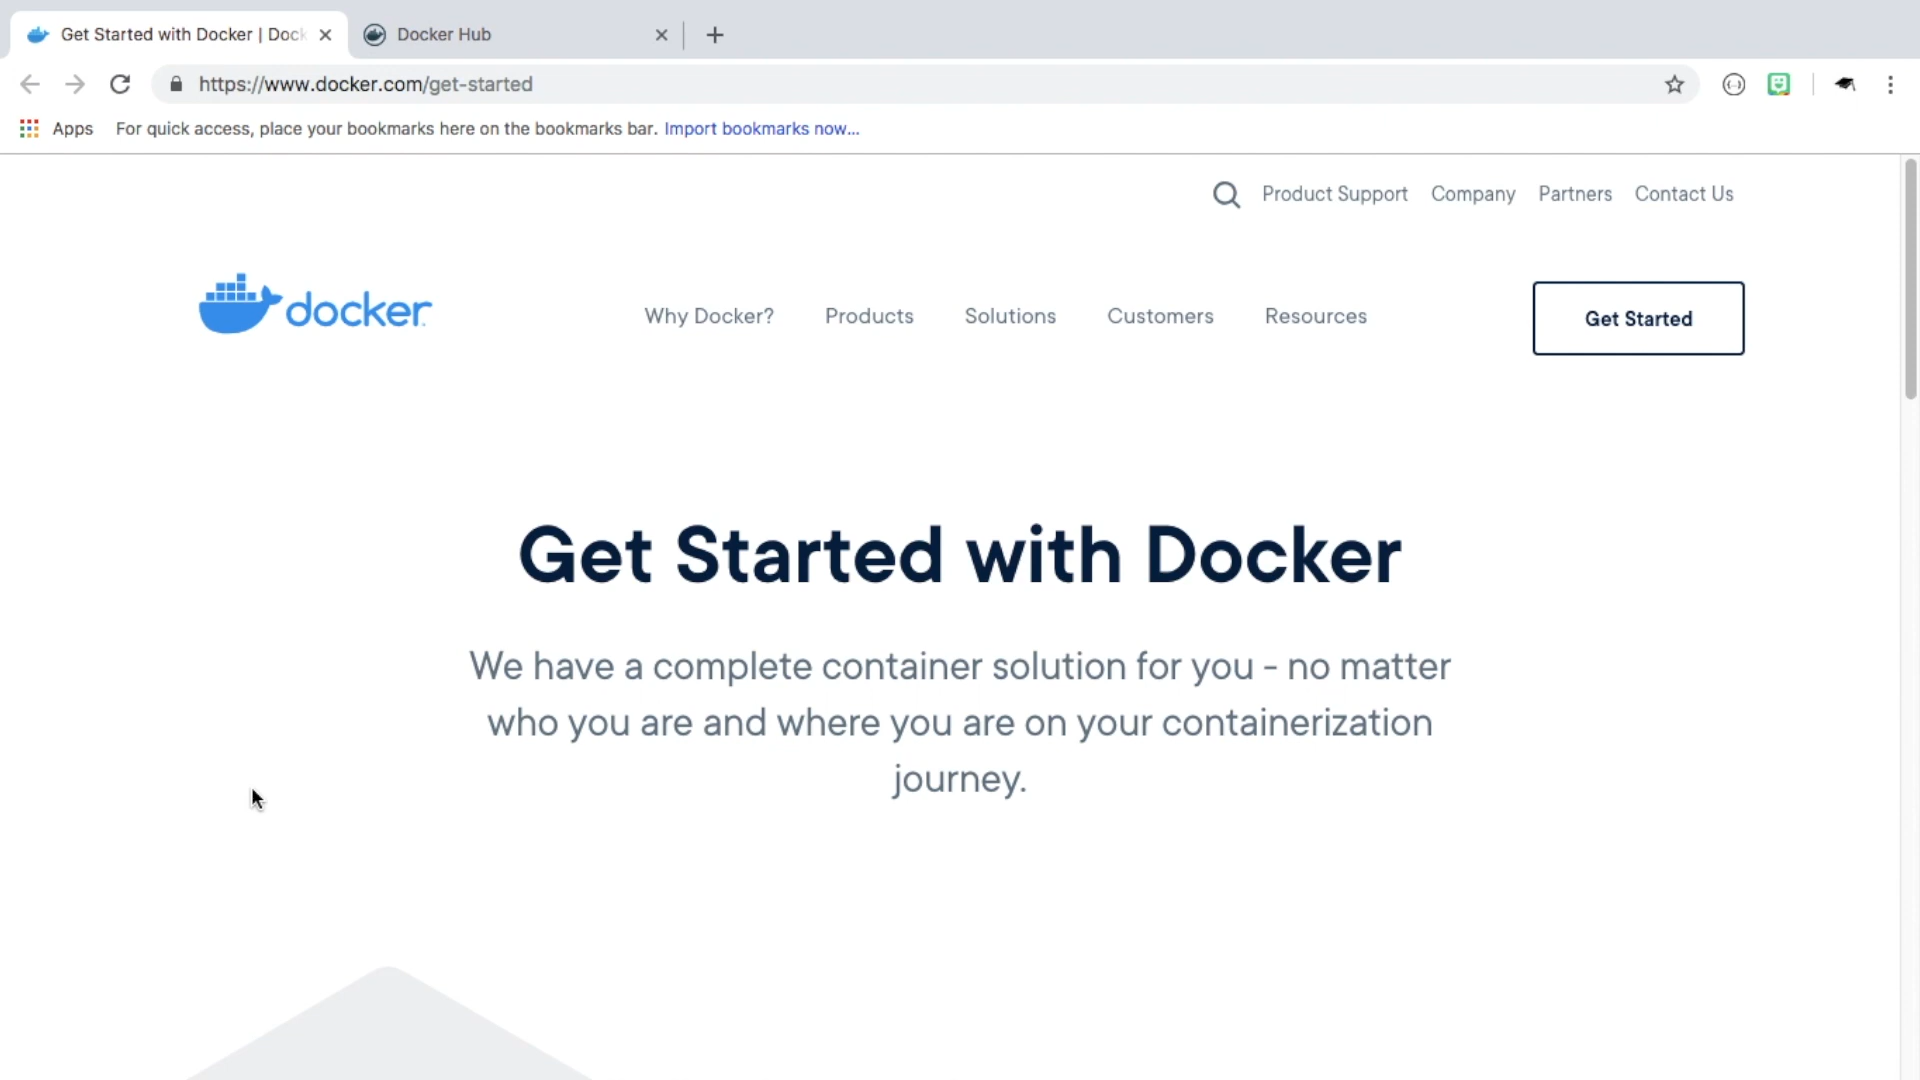 Get Started with Docker | Dock
Docker Hub
https://www.docker.com/get-started
Apps
For quick access, place your bookmarks here on the bookmarks bar. Import bookmarks now...
Product Support Company Partners Contact Us
docker
Why Docker? Products Solutions Customers Resources
Get Started
Get Started with Docker
We have a complete container solution for you - no matter
who you are and where you are on your containerization
journey.